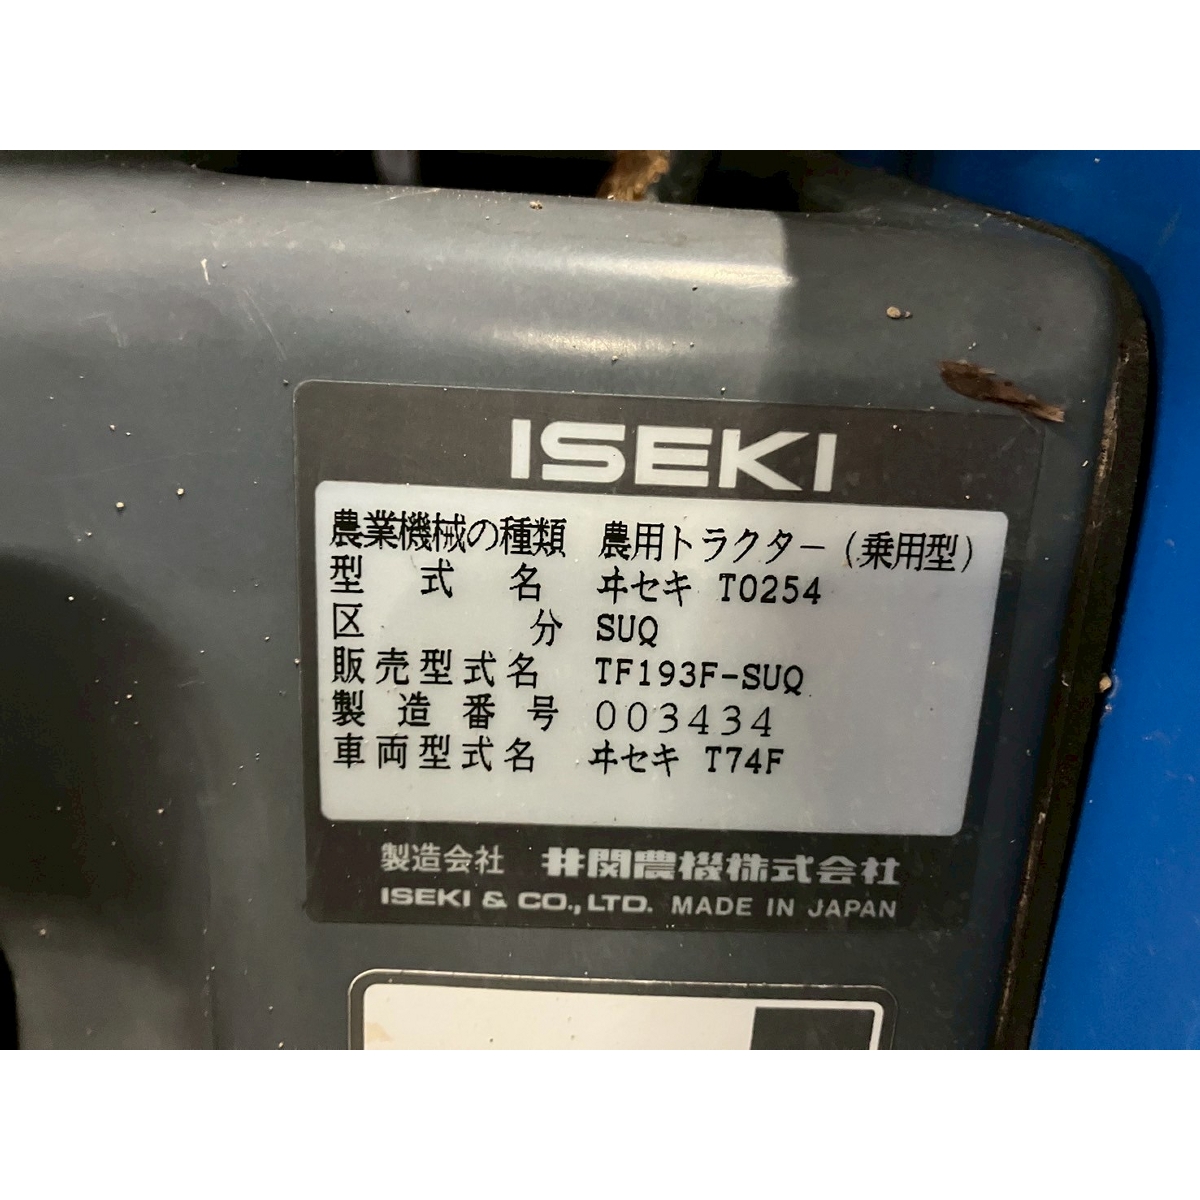 ISEKI
農業機械の種類 農用トラクター(乗用型)
型式名 ヰセキ T0254
区分 SUQ
販売型式名 TF193F-SUQ
製造番号 003434
車両型式名 ヰセキ T74F
製造会社 井関農機株式会社
ISEKI & CO.,LTD. MADE IN JAPAN